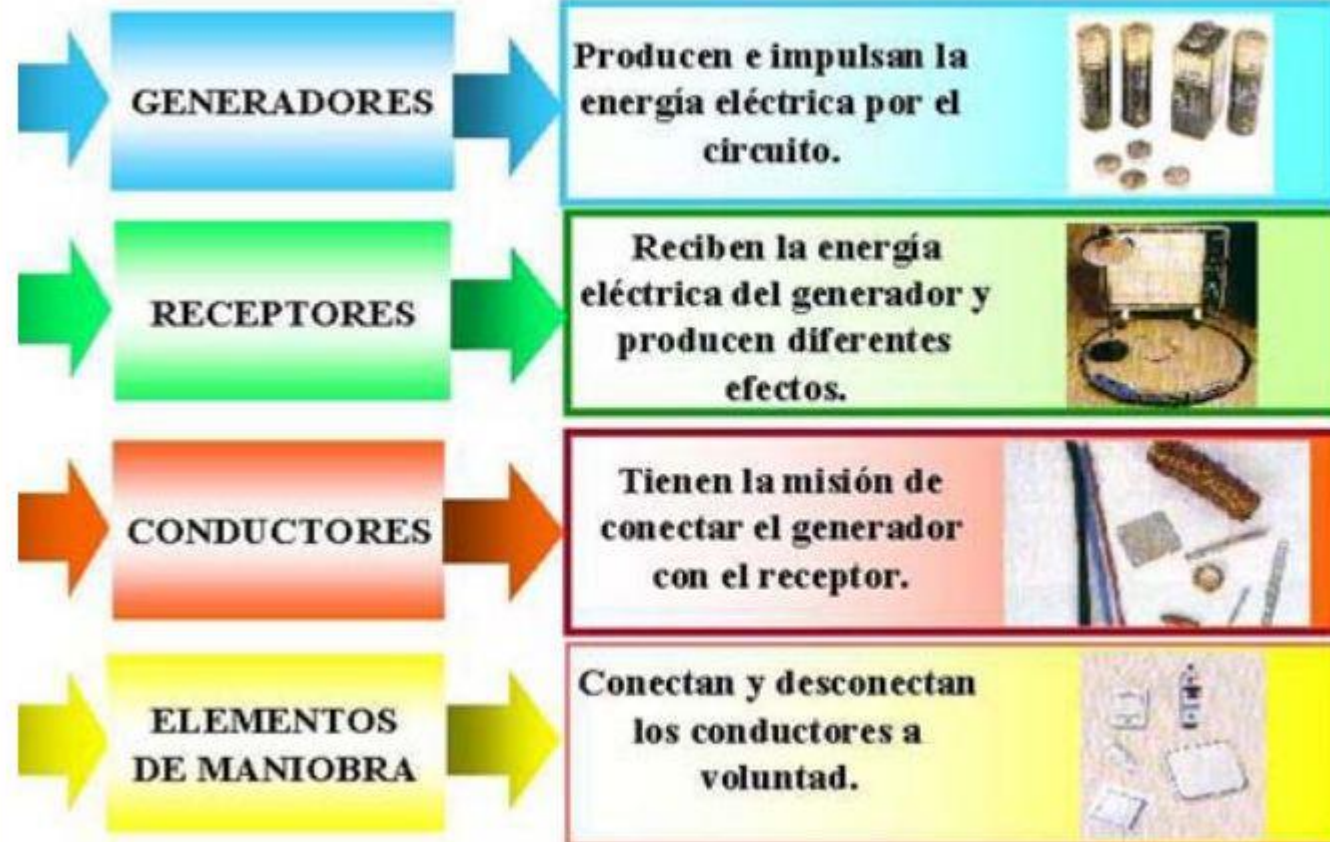 GENERADORES
Producen e impulsan la
energía eléctrica por el
circuito.
RECEPTORES
Reciben la energía
eléctrica del generador y
producen diferentes
efectos.
CONDUCTORES
Tienen la misión de
conectar el generador
con el receptor.
ELEMENTOS
DE MANIOBRA
Conectan y desconectan
los conductores a
voluntad.